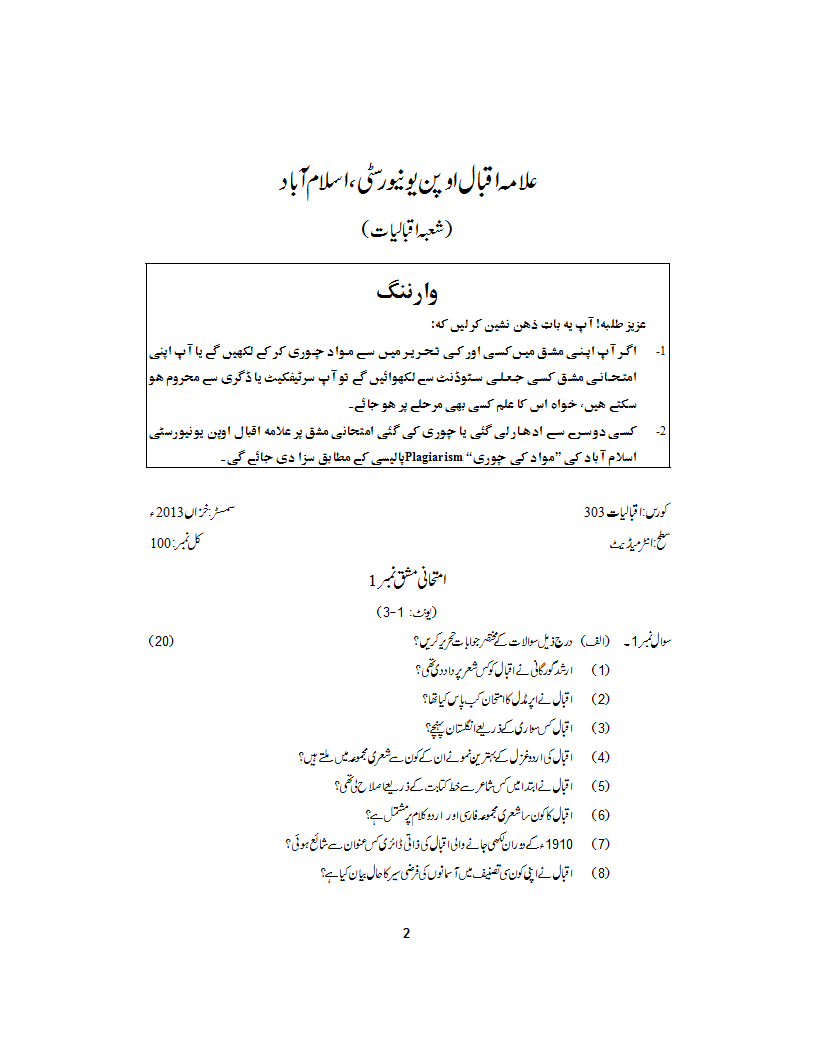 علامہ اقبال اوپن یونیورسٹی، اسلام آباد
(شعبہ اقبالیات)
وارننگ
عزیز طلبہ! آپ یہ بات ذہن نشین کر لیں کہ:
1- اگر آپ اپنی مشق میں کسی اور کی تحریر میں سے مواد چوری کر کے لکھیں گے یا آپ اپنی
امتحانی مشق کسی جعلی سٹوڈنٹ سے لکھوائیں گے تو آپ سرٹیفکیٹ یا ڈگری سے محروم ہو
سکتے ہیں، خواہ اس کا علم کسی بھی مرحلے پر ہو جائے۔
2- کسی دوسرے سے ادھار لی گئی یا چوری کی گئی امتحانی مشق پر علامہ اقبال اوپن یونیورسٹی
اسلام آباد کی ”مواد کی چوری“ Plagiarism پالیسی کے مطابق سزا دی جائے گی۔
کورس: اقبالیات 303 سمسٹر: خزاں 2013ء
سطح: انٹرمیڈیٹ کل نمبر: 100
امتحانی مشق نمبر 1
(یونٹ: 1-3)
سوال نمبر 1۔ (الف) درج ذیل سوالات کے مختصر جوابات تحریر کریں؟ (20)
(1) ارشد گورگانی نے اقبال کو کس شعر پر داد دی تھی؟
(2) اقبال نے اپر مڈل کا امتحان کب پاس کیا تھا؟
(3) اقبال کس سواری کے ذریعے انگلستان پہنچے؟
(4) اقبال کی اردو غزل کے بہترین نمونے ان کے کون سے شعری مجموعہ میں ملتے ہیں؟
(5) اقبال نے ابتدا میں کس شاعر سے خط کتابت کے ذریعے اصلاح لی تھی؟
(6) اقبال کا کون سا شعری مجموعہ فارسی اور اردو کلام پر مشتمل ہے؟
(7) 1910ء کے دوران لکھی جانے والی اقبال کی ذاتی ڈائری کس عنوان سے شائع ہوئی؟
(8) اقبال نے اپنی کون سی تصنیف میں آسمانوں کی فرضی سیر کا حال بیان کیا ہے؟
2